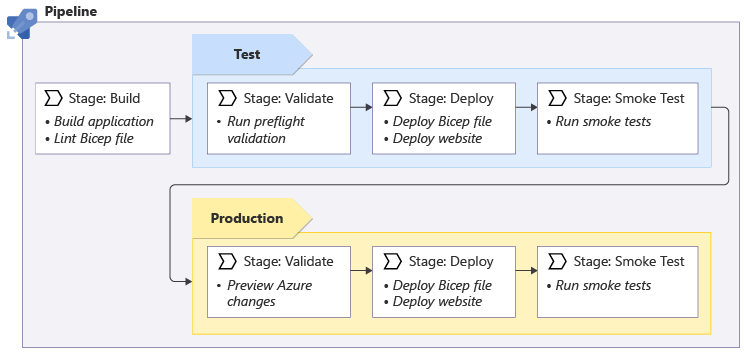 Pipeline
Test
Stage: Build
• Build application
• Lint Bicep file
Stage: Validate
• Run preflight
validation
Stage: Deploy
• Deploy Bicep file
• Deploy website
Stage: Smoke Test
• Run smoke tests
Production
Stage: Validate
• Preview Azure
changes
Stage: Deploy
• Deploy Bicep file
• Deploy website
Stage: Smoke Test
• Run smoke tests